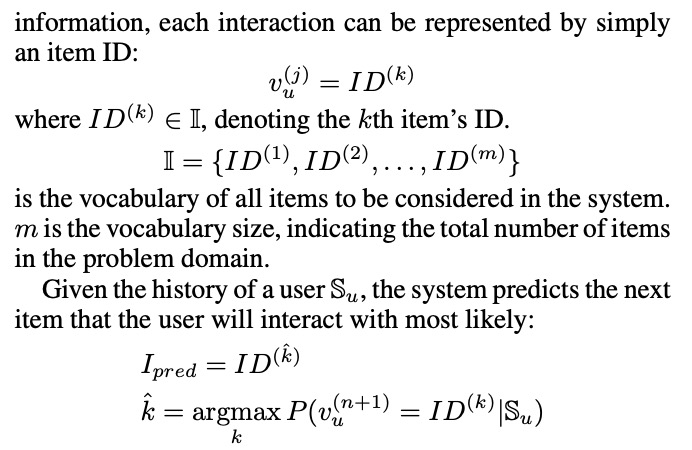 information, each interaction can be represented by simply
an item ID:
$v_u^{(j)} = ID^{(k)}$
where $ID^{(k)} \in \mathbb{I}$, denoting the $k$th item's ID.
$\mathbb{I} = \{ID^{(1)}, ID^{(2)}, \ldots, ID^{(m)}\}$
is the vocabulary of all items to be considered in the system.
$m$ is the vocabulary size, indicating the total number of items
in the problem domain.
Given the history of a user $\mathbb{S}_u$, the system predicts the next
item that the user will interact with most likely:
$I_{pred} = ID^{(\hat{k})}$
$\hat{k} = \underset{k}{\operatorname{argmax}} P(v_u^{(n+1)} = ID^{(k)} | \mathbb{S}_u)$